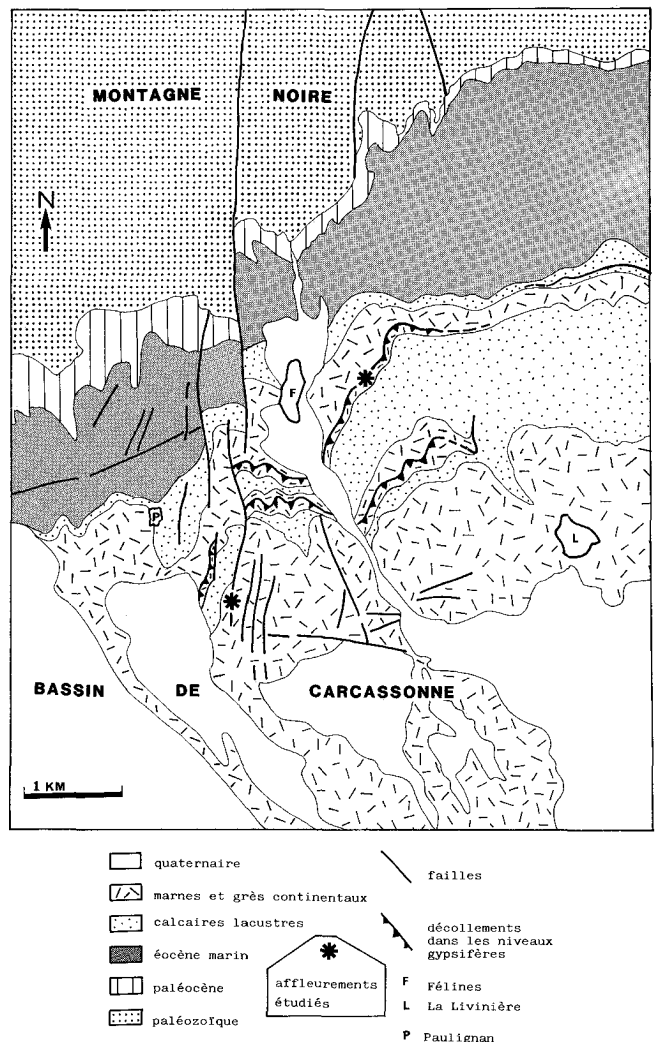 MONTAGNE NOIRE
N
F
P
L
BASSIN DE CARCASSONNE
1 KM
quaternaire
marnes et grès continentaux
calcaires lacustres
éocène marin
paléocène
paléozoïque
affleurements
étudiés
failles
décollements
dans les niveaux
gypsifères
F Félines
L La Livinière
P Paulignan